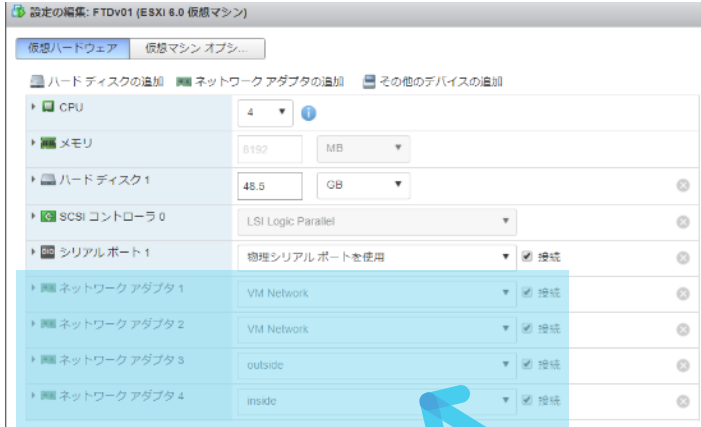 設定の編集: FTDv01 (ESXi 6.0 仮想マシン)
仮想ハードウェア 仮想マシン オプシ...
ハード ディスクの追加 ネットワーク アダプタの追加 その他のデバイスの追加
CPU 4
メモリ 8192 MB
ハード ディスク 1 48.5 GB
SCSI コントローラ 0 LSI Logic Parallel
シリアル ポート 1 物理シリアル ポートを使用 接続
ネットワーク アダプタ 1 VM Network 接続
ネットワーク アダプタ 2 VM Network 接続
ネットワーク アダプタ 3 outside 接続
ネットワーク アダプタ 4 inside 接続